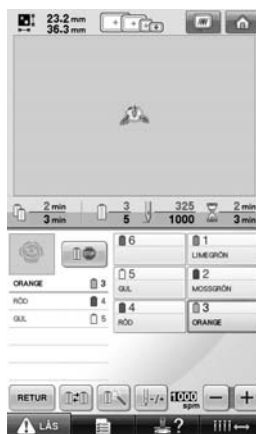 23.2 mm
36.3 mm
2 min
3 min
3
5
325
1000
2 min
3 min
6
1
LIMEGRÖN
ORANGE 3
5
GUL
2
MOSSGRÖN
RÖD 4
GUL 5
4
RÖD
3
ORANGE
RETUR
-/+
1000
spm
- +
LÅS
?